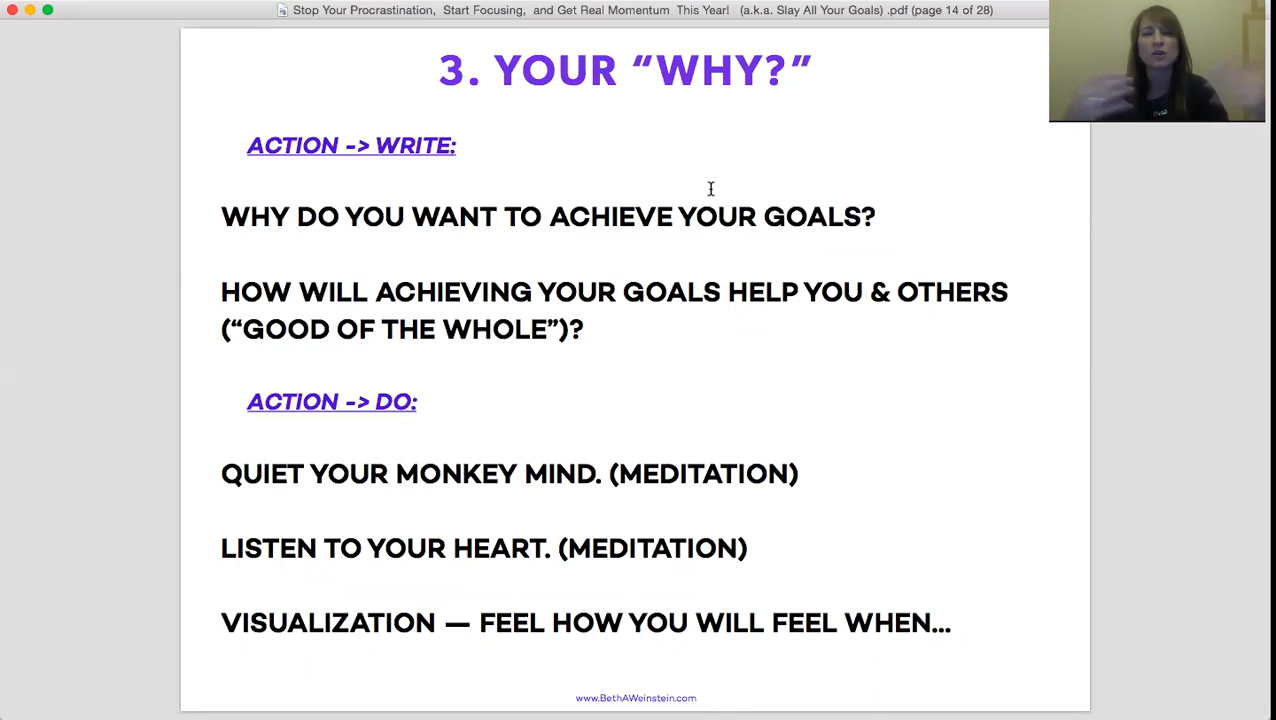 Stop Your Procrastination, Start Focusing, and Get Real Momentum This Year! (a.k.a. Slay All Your Goals) .pdf (page 14 of 28)
3. YOUR “WHY?”
ACTION -> WRITE:
WHY DO YOU WANT TO ACHIEVE YOUR GOALS?
HOW WILL ACHIEVING YOUR GOALS HELP YOU & OTHERS
(“GOOD OF THE WHOLE”)?
ACTION -> DO:
QUIET YOUR MONKEY MIND. (MEDITATION)
LISTEN TO YOUR HEART. (MEDITATION)
VISUALIZATION — FEEL HOW YOU WILL FEEL WHEN...
www.BethAWeinstein.com